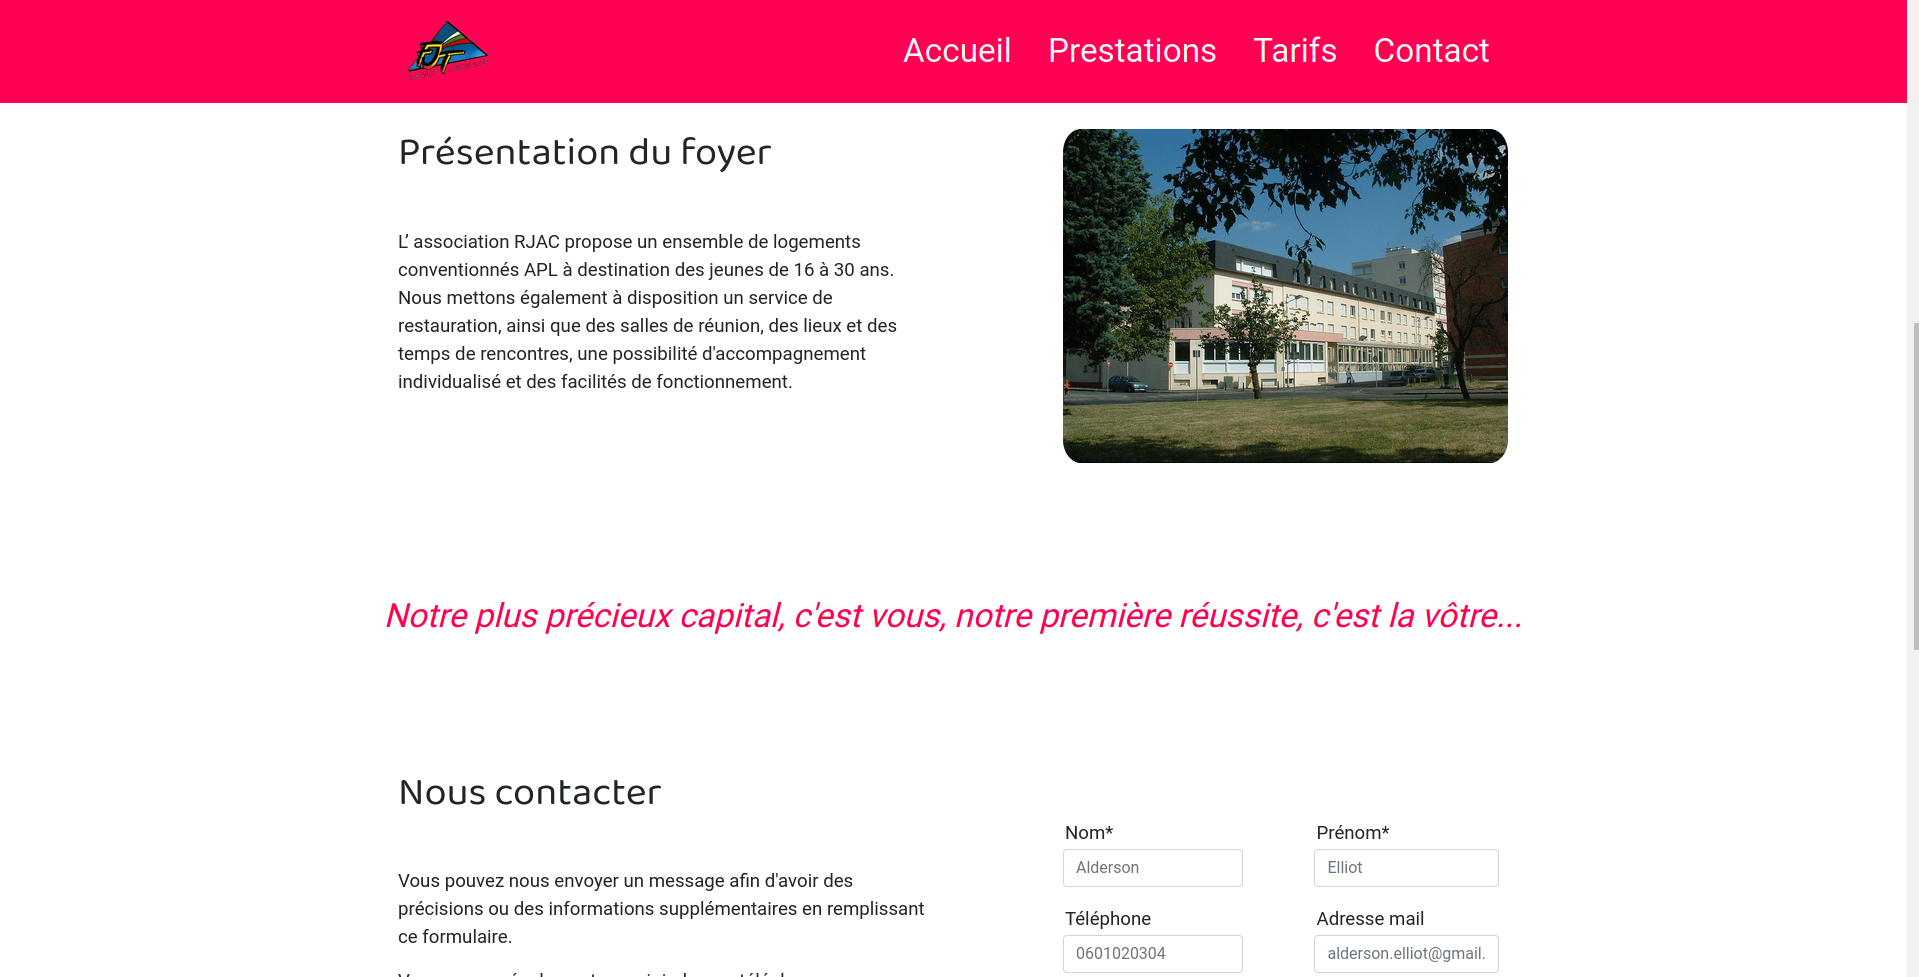 FJT
Accueil Prestations Tarifs Contact
Présentation du foyer
L’ association RJAC propose un ensemble de logements
conventionnés APL à destination des jeunes de 16 à 30 ans.
Nous mettons également à disposition un service de
restauration, ainsi que des salles de réunion, des lieux et des
temps de rencontres, une possibilité d'accompagnement
individualisé et des facilités de fonctionnement.
Notre plus précieux capital, c'est vous, notre première réussite, c'est la vôtre...
Nous contacter
Vous pouvez nous envoyer un message afin d'avoir des
précisions ou des informations supplémentaires en remplissant
ce formulaire.
Nom* Prénom*
Alderson Elliot
Téléphone Adresse mail
0601020304 alderson.elliot@gmail.